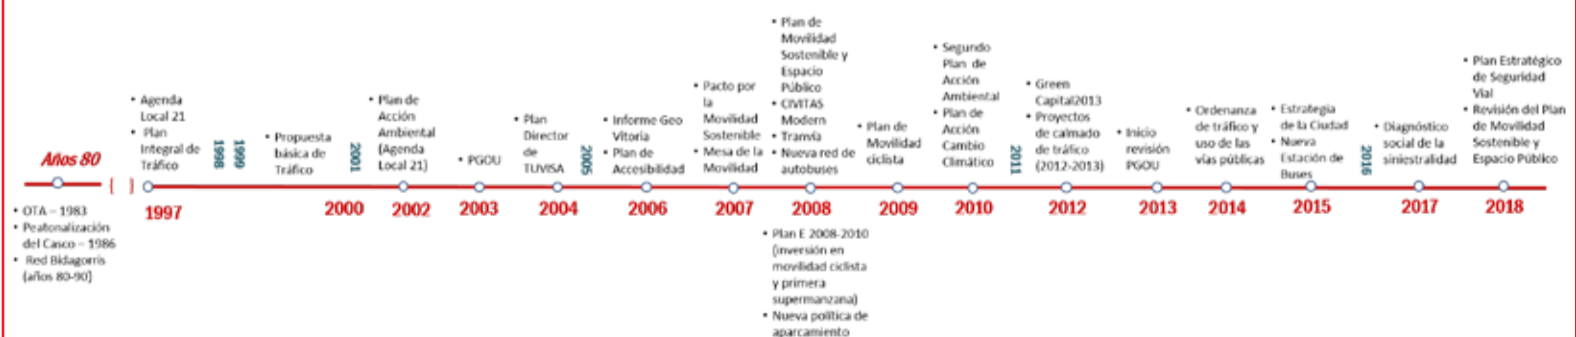 Años 80
• OTA – 1983
• Peatonalización
del Casco – 1986
• Red Bidagorris
(años 80-90]
• Agenda
Local 21
• Plan
Integral de
Tráfico
1997
1998
1999
• Propuesta
básica de
Tráfico
2000
2001
• Plan de
Acción
Ambiental
(Agenda
Local 21)
2002
• PGOU
2003
• Plan
Director
de
TUVISA
2004
2005
• Informe Geo
Vitoria
• Plan de
Accesibilidad
2006
• Pacto por
la
Movilidad
Sostenible
• Mesa de la
Movilidad
2007
• Plan de
Movilidad
Sostenible y
Espacio
Público
• CIVITAS
Modern
• Tranvía
• Nueva red de
autobuses
2008
• Plan E 2008-2010
(inversión en
movilidad ciclista
y primera
supermanzana)
• Nueva política de
aparcamiento
• Plan de
Movilidad
ciclista
2009
• Segundo
Plan de
Acción
Ambiental
• Plan de
Acción
Cambio
Climático
2010
2011
• Green
Capital2013
• Proyectos
de calmado
de tráfico
(2012-2013)
2012
• Inicio
revisión
PGOU
2013
• Ordenanza
de tráfico y
uso de las
vías públicas
2014
• Estrategia
de la Ciudad
• Nueva
Estación de
Buses
2015
2016
• Diagnóstico
social de la
siniestralidad
2017
• Plan Estratégico
de Seguridad
Vial
• Revisión del Plan
de Movilidad
Sostenible y
Espacio Público
2018